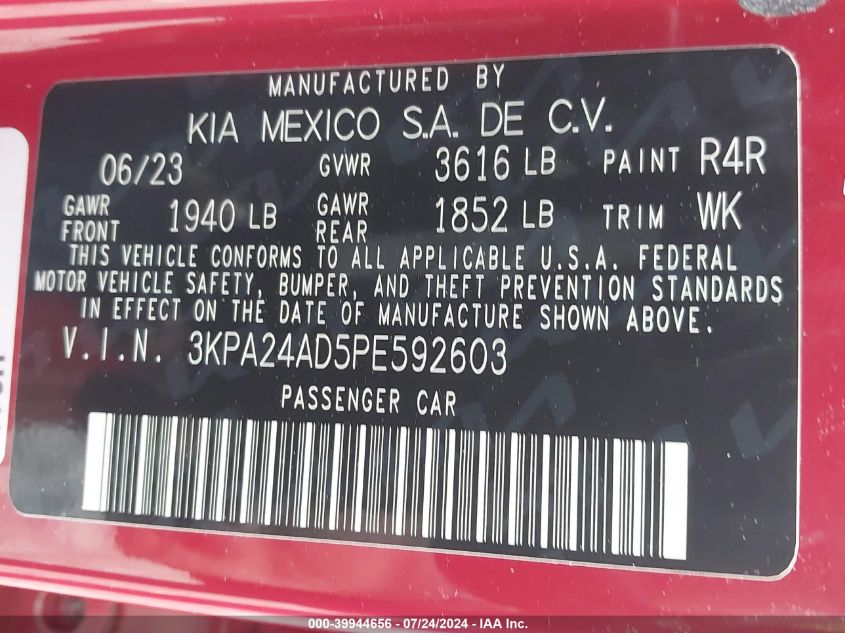 MANUFACTURED BY
KIA MEXICO S.A. DE C.V.
06/23 GVWR 3616 LB PAINT R4R
GAWR FRONT 1940 LB GAWR REAR 1852 LB TRIM WK
THIS VEHICLE CONFORMS TO ALL APPLICABLE U.S.A. FEDERAL
MOTOR VEHICLE SAFETY, BUMPER, AND THEFT PREVENTION STANDARDS
IN EFFECT ON THE DATE OF MANUFACTURE SHOWN ABOVE.
V.I.N. 3KPA24AD5PE592603
PASSENGER CAR
000-39944656 - 07/24/2024 - IAA Inc.